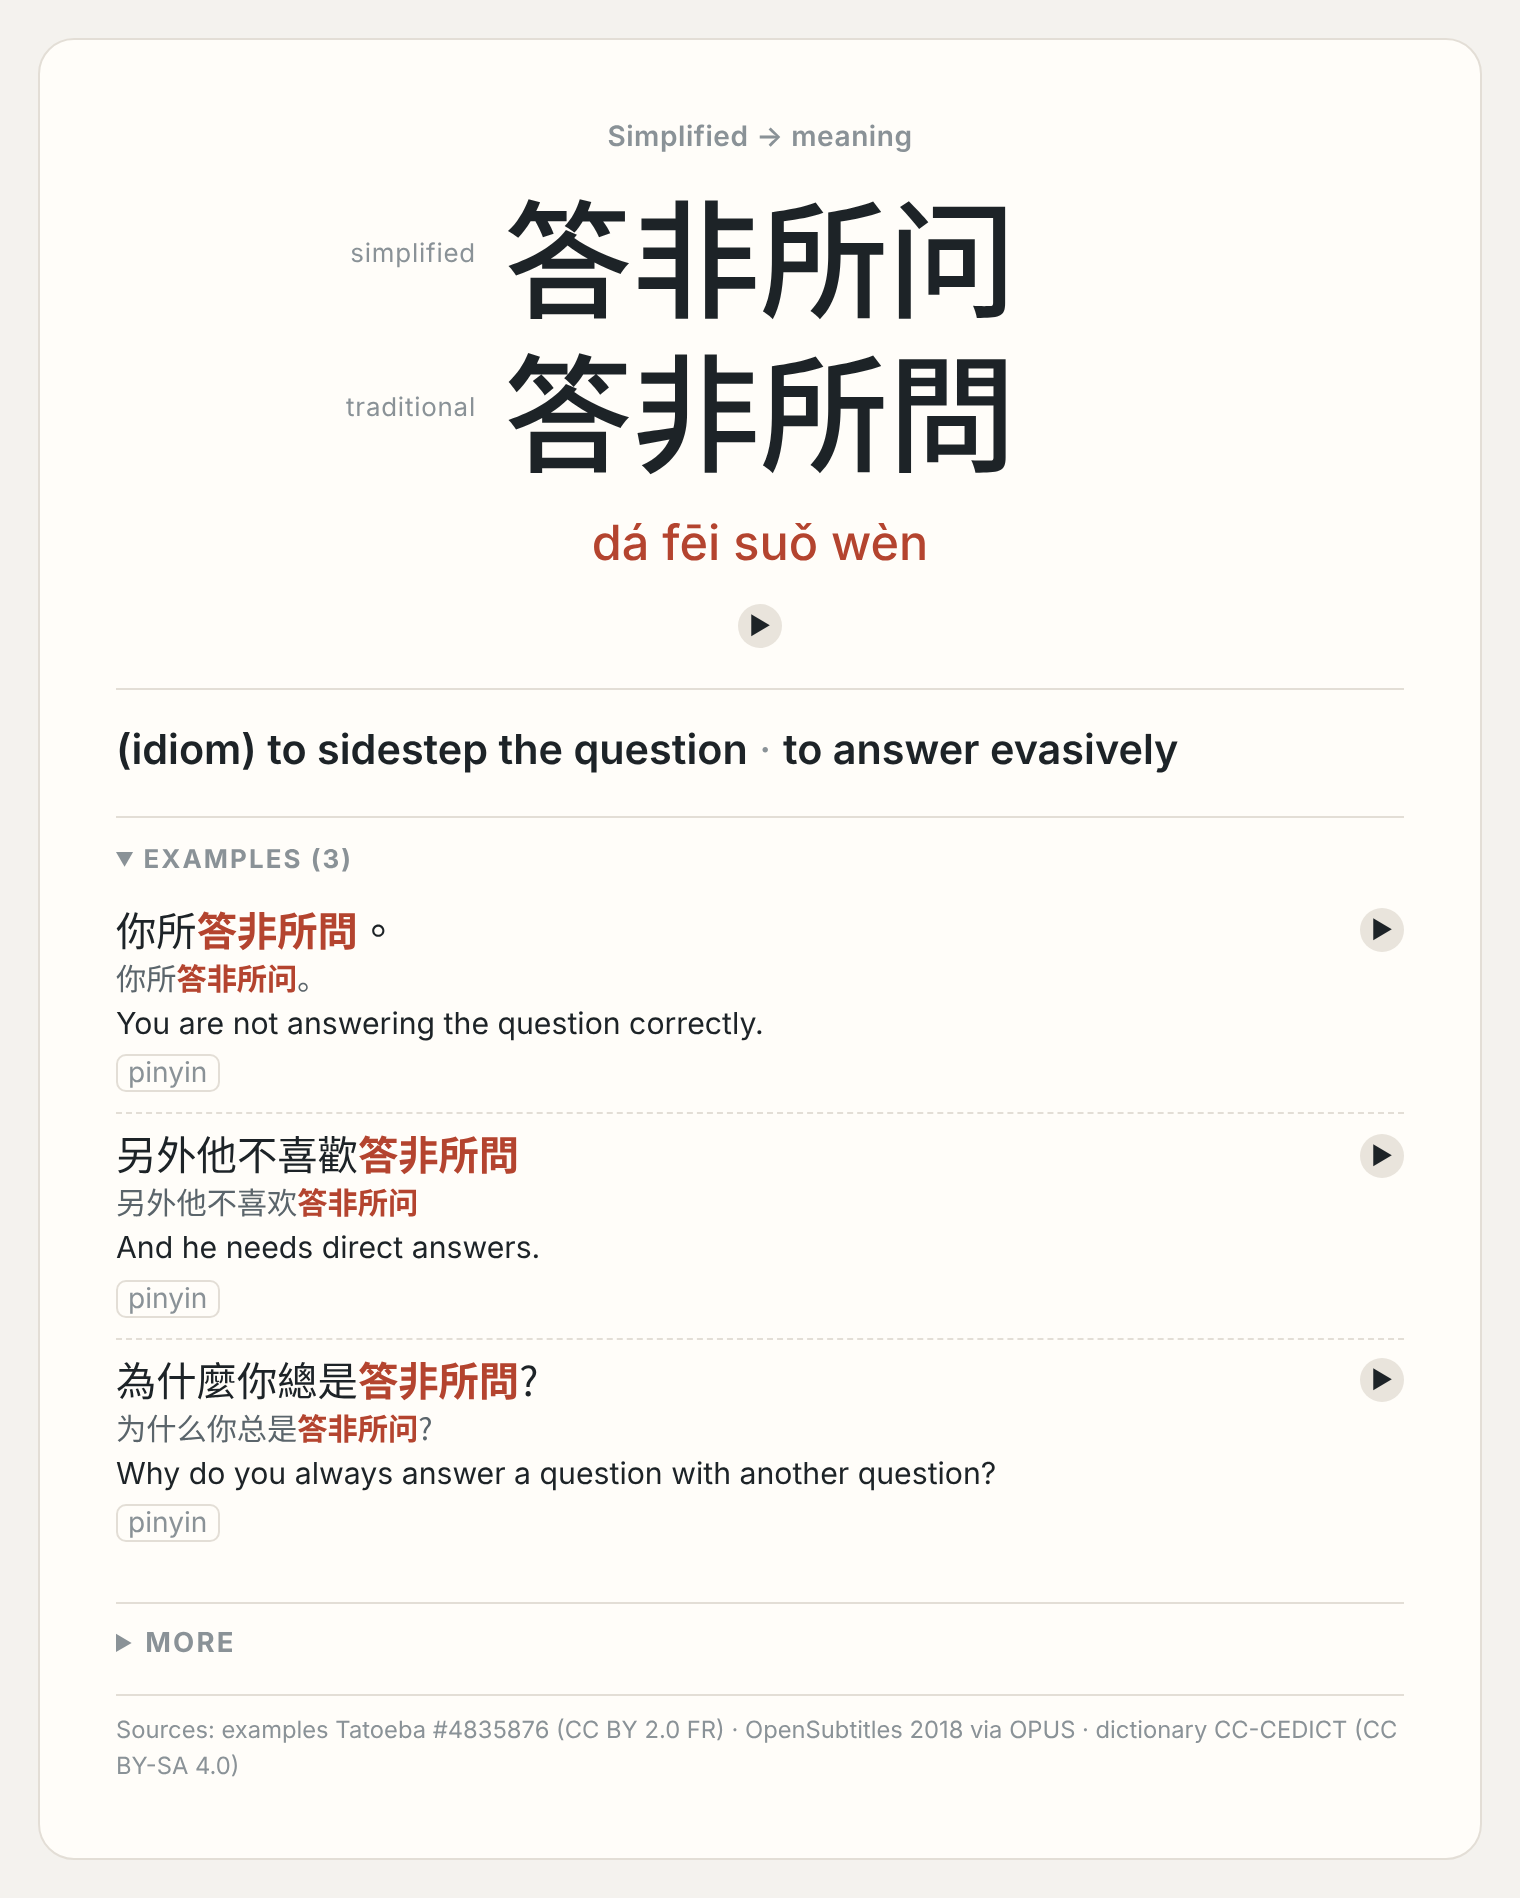 Simplified → meaning
simplified 答非所问
traditional 答非所問
dá fēi suǒ wèn
(idiom) to sidestep the question · to answer evasively
▼ EXAMPLES (3)
你所答非所問。
你所答非所问。
You are not answering the question correctly.
pinyin
另外他不喜歡答非所問
另外他不喜欢答非所问
And he needs direct answers.
pinyin
為什麼你總是答非所問?
为什么你总是答非所问?
Why do you always answer a question with another question?
pinyin
▶ MORE
Sources: examples Tatoeba #4835876 (CC BY 2.0 FR) · OpenSubtitles 2018 via OPUS · dictionary CC-CEDICT (CC
BY-SA 4.0)